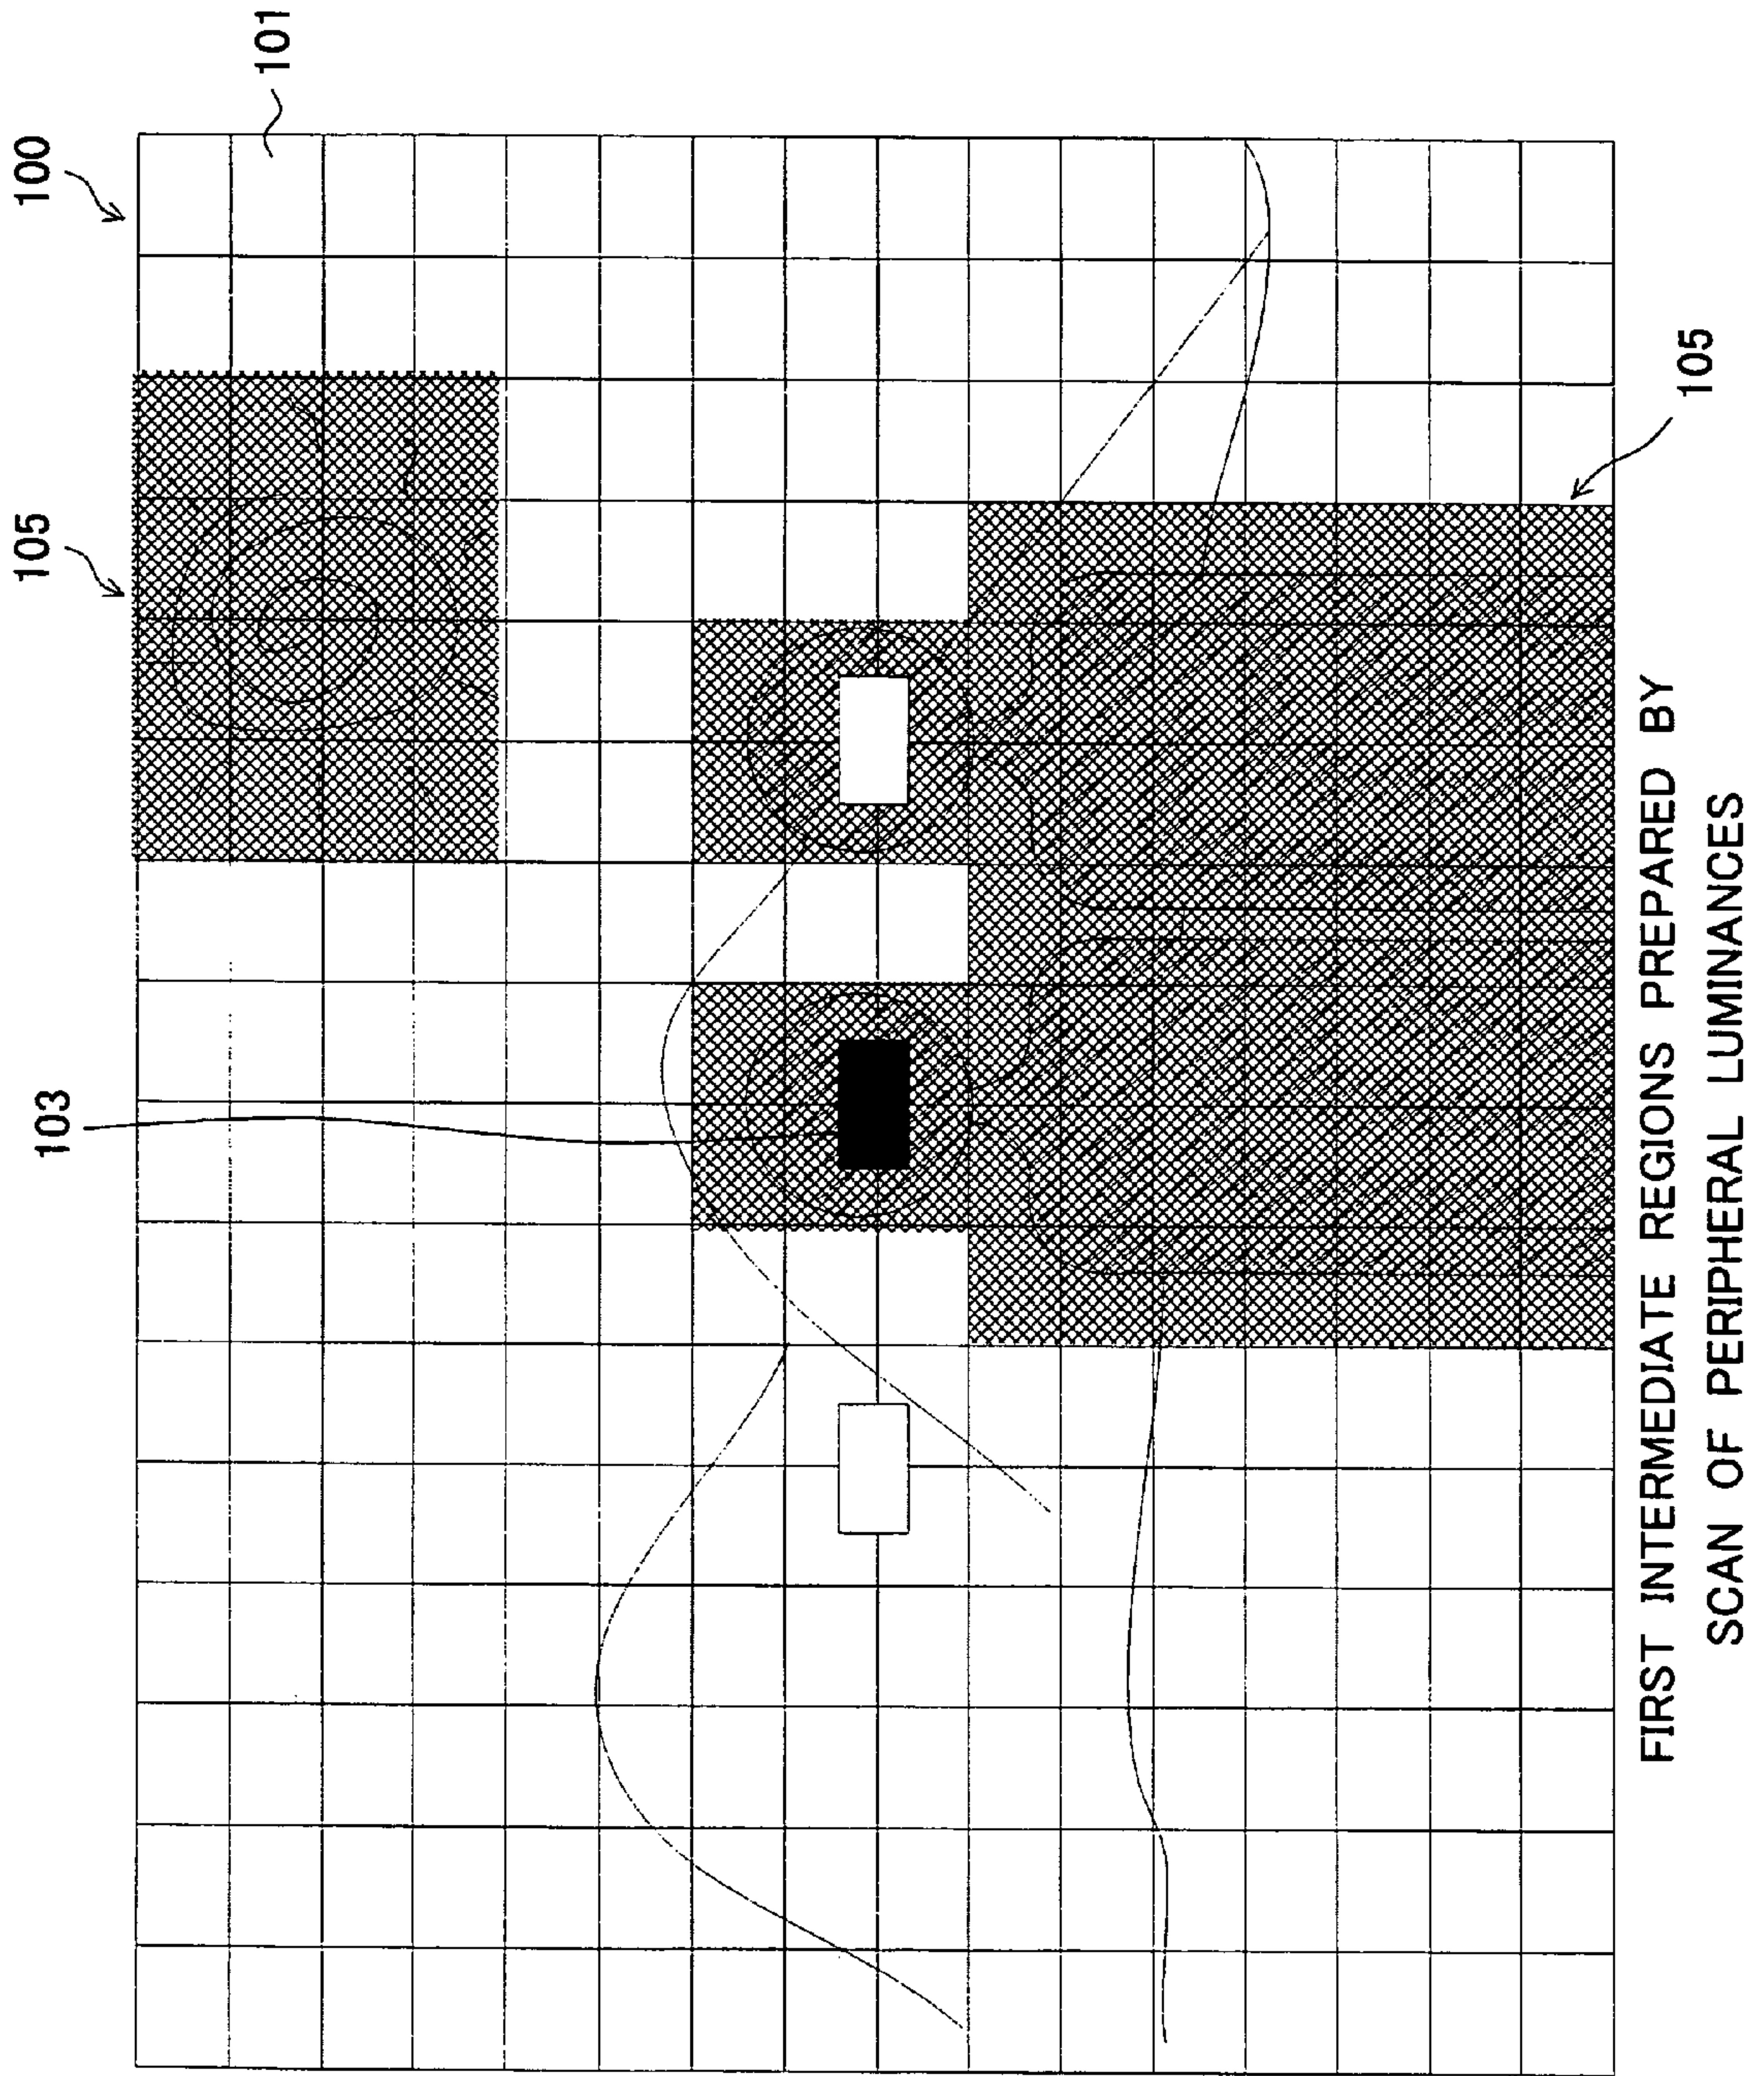 100
101
105
103
105
FIRST INTERMEDIATE REGIONS PREPARED BY
SCAN OF PERIPHERAL LUMINANCES